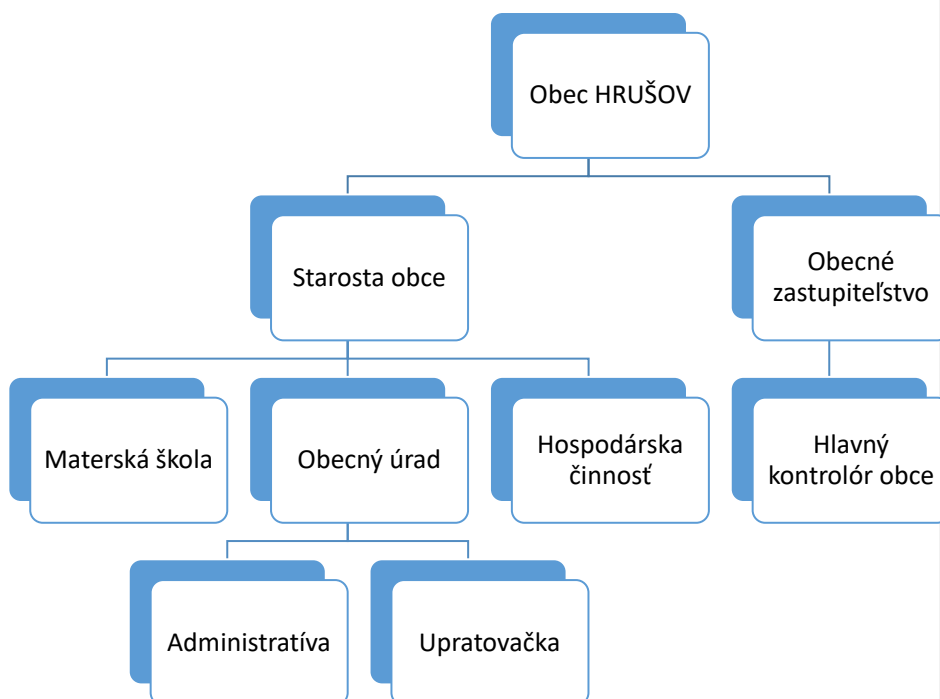 Obec HRUŠOV
Starosta obce
Obecné
zastupiteľstvo
Materská škola
Obecný úrad
Hospodárska
činnosť
Hlavný
kontrolór obce
Administratíva
Upratovačka